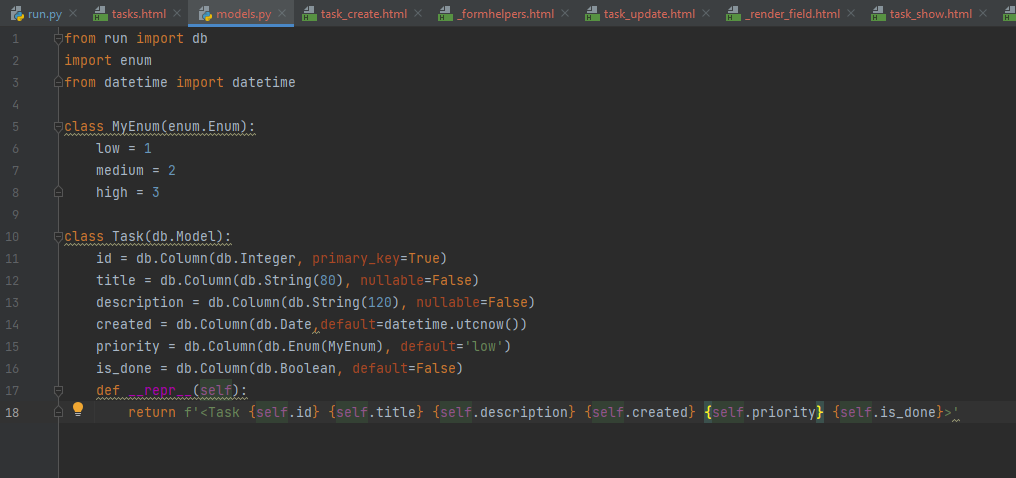 run.py tasks.html models.py task_create.html _formhelpers.html task_update.html _render_field.html task_show.html
1 from run import db
2 import enum
3 from datetime import datetime
4
5 class MyEnum(enum.Enum):
6 low = 1
7 medium = 2
8 high = 3
9
10 class Task(db.Model):
11 id = db.Column(db.Integer, primary_key=True)
12 title = db.Column(db.String(80), nullable=False)
13 description = db.Column(db.String(120), nullable=False)
14 created = db.Column(db.Date,default=datetime.utcnow())
15 priority = db.Column(db.Enum(MyEnum), default='low')
16 is_done = db.Column(db.Boolean, default=False)
17 def __repr__(self):
18 return f'<Task {self.id} {self.title} {self.description} {self.created} {self.priority} {self.is_done}>'